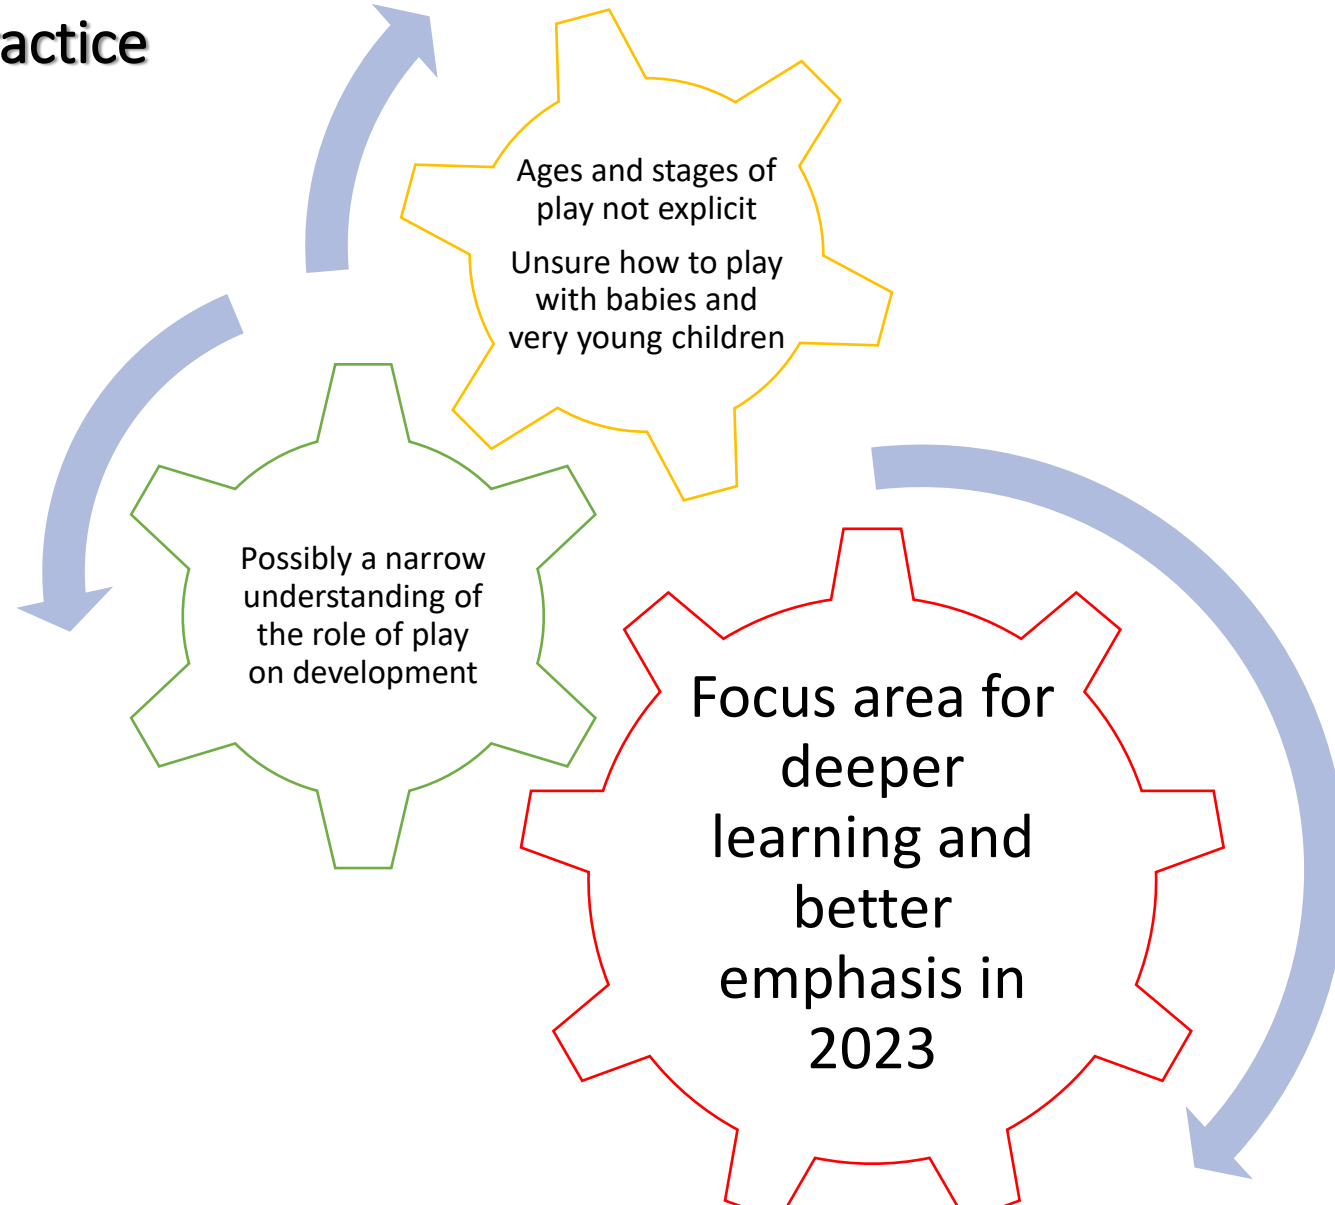 actice
Ages and stages of
play not explicit
Unsure how to play
with babies and
very young children
Possibly a narrow
understanding of
the role of play
on development
Focus area for
deeper
learning and
better
emphasis in
2023